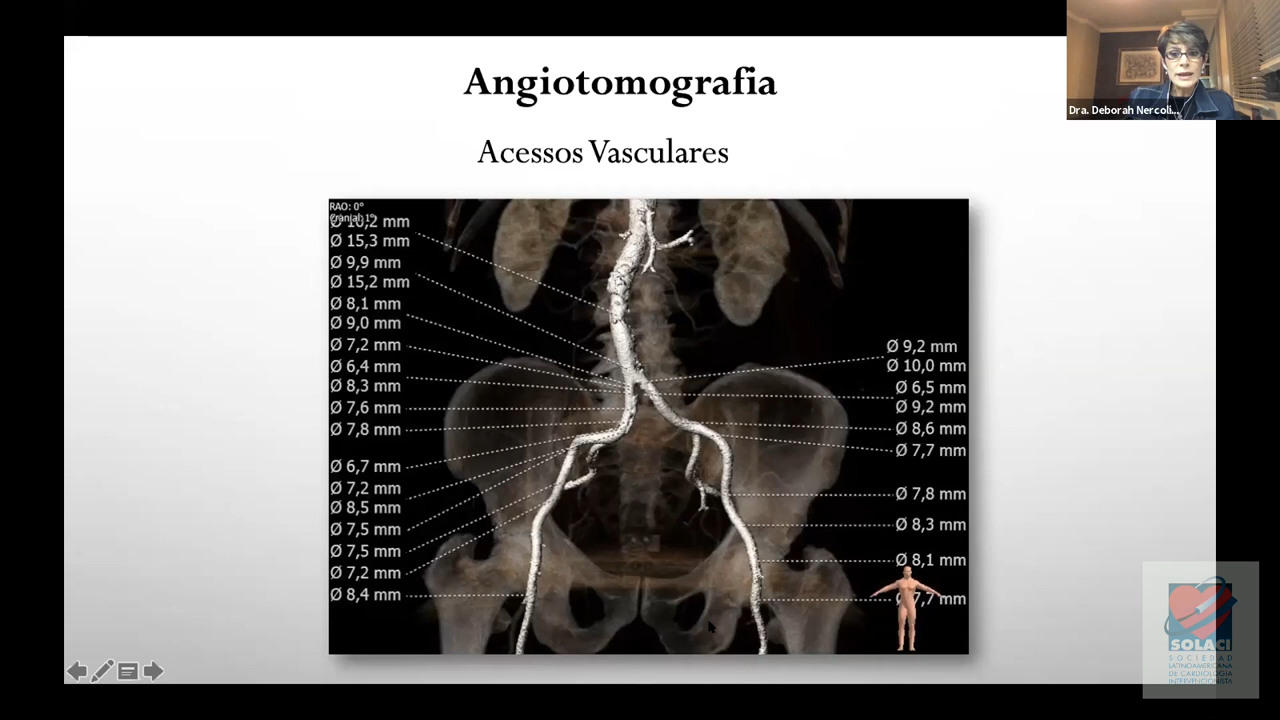 Angiotomografia
Acessos Vasculares
Dra. Deborah Nercoli...
RAO: 0°
Cranial: 1°
Ø 10,2 mm
Ø 15,3 mm
Ø 9,9 mm
Ø 15,2 mm
Ø 8,1 mm
Ø 9,0 mm
Ø 7,2 mm
Ø 6,4 mm
Ø 8,3 mm
Ø 7,6 mm
Ø 7,8 mm
Ø 6,7 mm
Ø 7,2 mm
Ø 8,5 mm
Ø 7,5 mm
Ø 7,5 mm
Ø 7,2 mm
Ø 8,4 mm
Ø 9,2 mm
Ø 10,0 mm
Ø 6,5 mm
Ø 9,2 mm
Ø 8,6 mm
Ø 7,7 mm
Ø 7,8 mm
Ø 8,3 mm
Ø 8,1 mm
Ø 7,7 mm
SOLACI
SOCIEDAD
LATINOAMERICANA
DE CARDIOLOGÍA
INTERVENCIONISTA